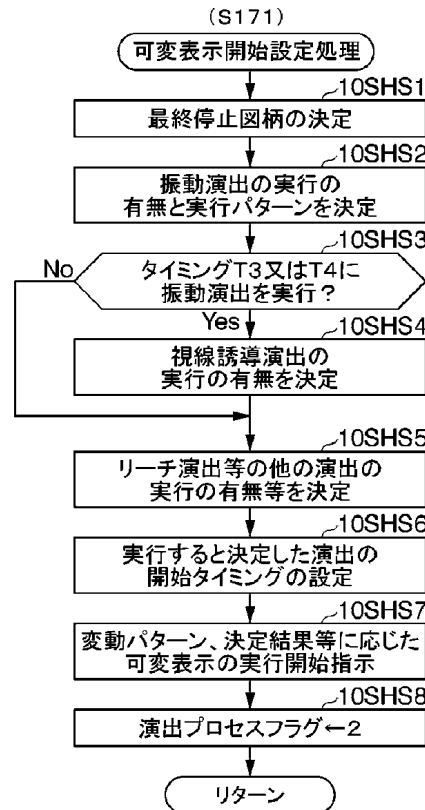 (S171)
可変表示開始設定処理
10SHS1
最終停止図柄の決定
10SHS2
振動演出の実行の
有無と実行パターンを決定
10SHS3
タイミングT3又はT4に
振動演出を実行？
No
Yes
10SHS4
視線誘導演出の
実行の有無を決定
10SHS5
リーチ演出等の他の演出の
実行の有無等を決定
10SHS6
実行すると決定した演出の
開始タイミングの設定
10SHS7
変動パターン、決定結果等に応じた
可変表示の実行開始指示
10SHS8
演出プロセスフラグ←2
リターン